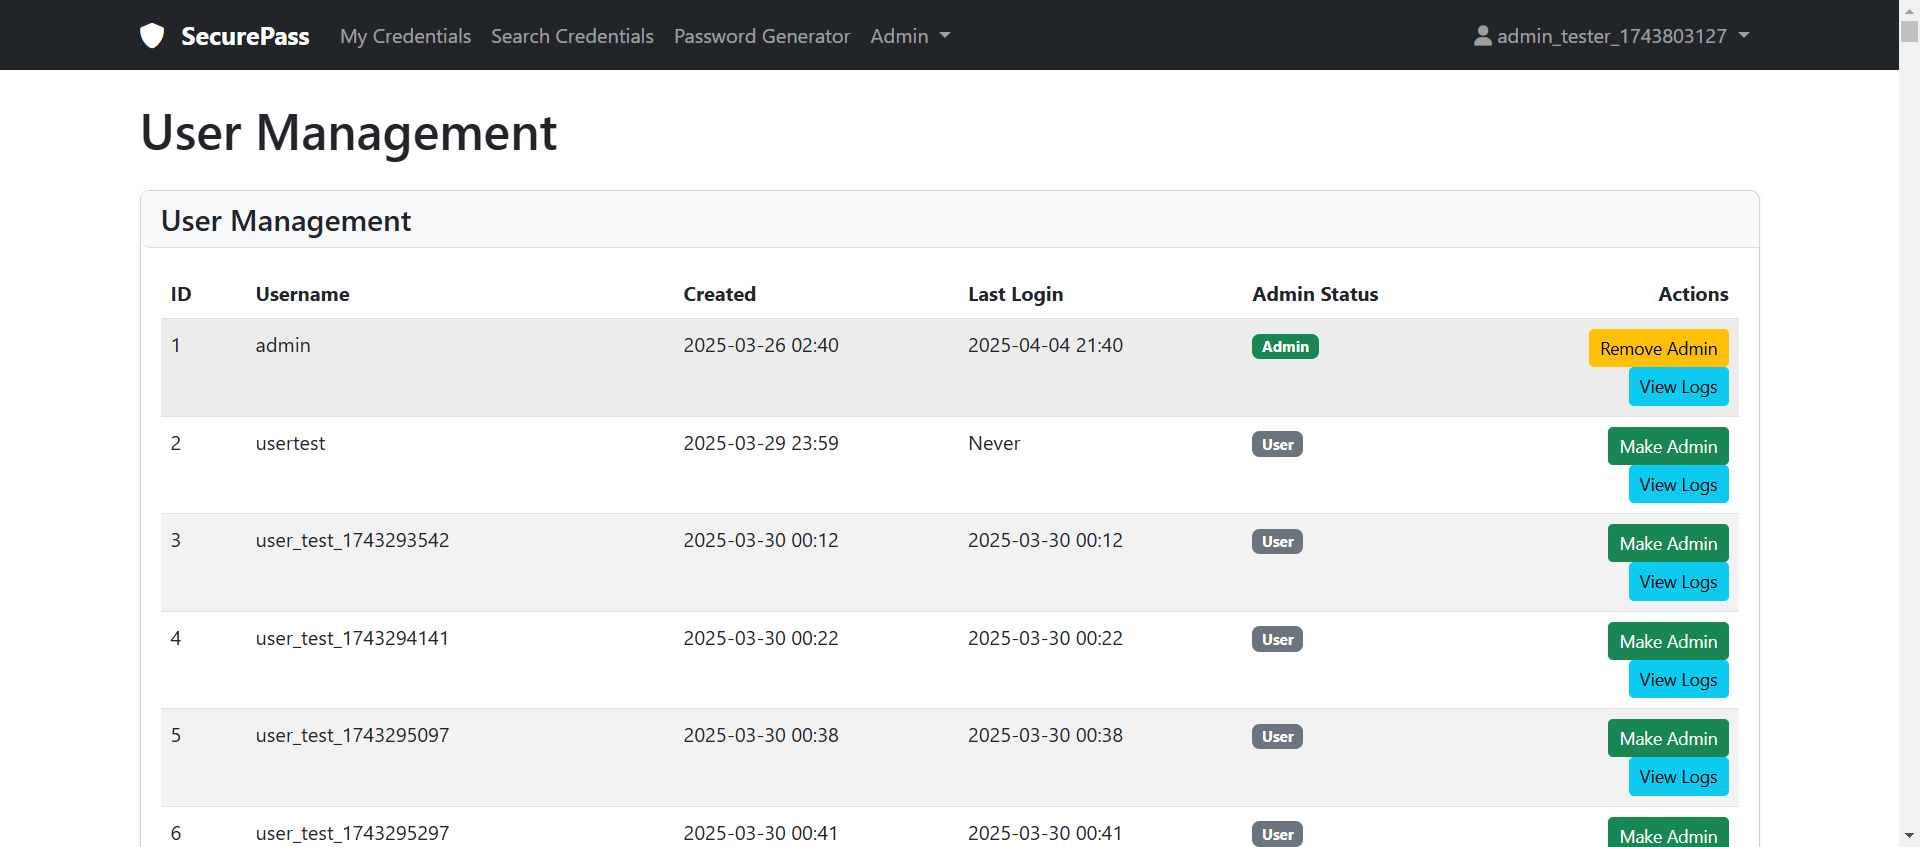 SecurePass My Credentials Search Credentials Password Generator Admin admin_tester_1743803127
User Management
User Management
ID Username Created Last Login Admin Status Actions
1 admin 2025-03-26 02:40 2025-04-04 21:40 Admin Remove Admin
View Logs
2 usertest 2025-03-29 23:59 Never User Make Admin
View Logs
3 user_test_1743293542 2025-03-30 00:12 2025-03-30 00:12 User Make Admin
View Logs
4 user_test_1743294141 2025-03-30 00:22 2025-03-30 00:22 User Make Admin
View Logs
5 user_test_1743295097 2025-03-30 00:38 2025-03-30 00:38 User Make Admin
View Logs
6 user_test_1743295297 2025-03-30 00:41 2025-03-30 00:41 User Make Admin